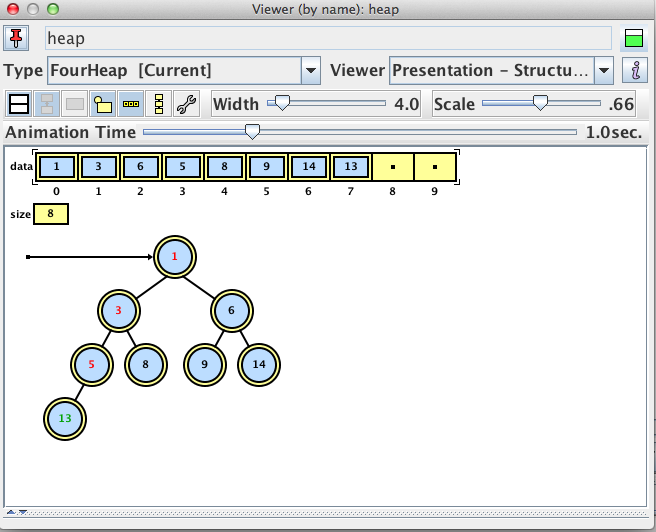 Viewer (by name): heap
heap
Type FourHeap [Current] Viewer Presentation - Structu...
Width 4.0 Scale .66
Animation Time 1.0sec.
data 1 3 6 5 8 9 14 13
0 1 2 3 4 5 6 7 8 9
size 8
1
3 6
5 8 9 14
13